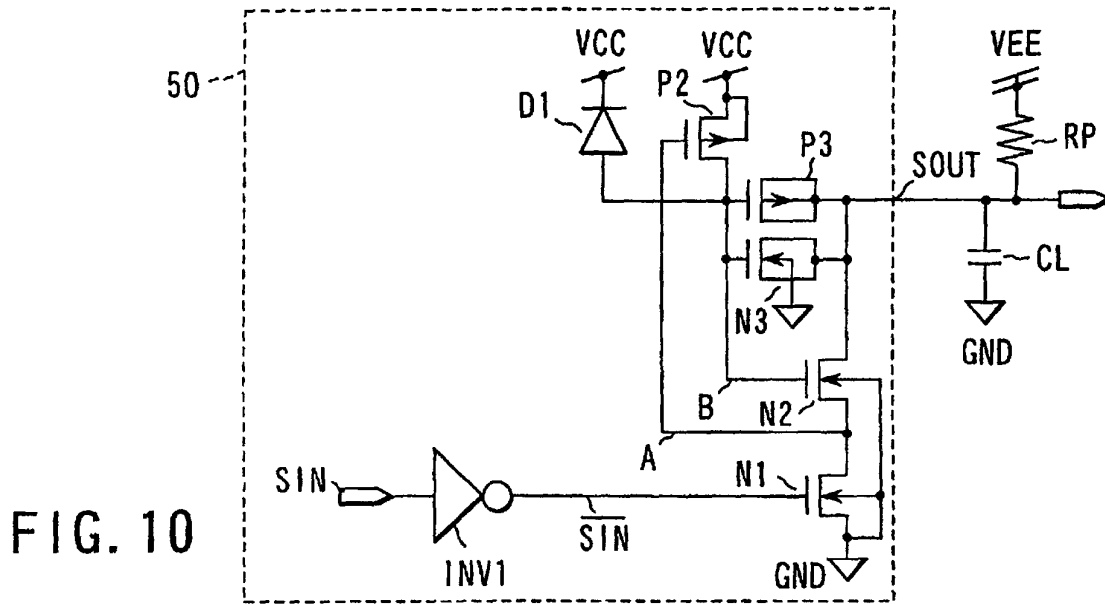 VCC
VCC
VEE
50
P2
D1
P3
RP
SOUT
CL
N3
GND
B
N2
A
N1
SIN
SIN
INV1
GND
FIG. 10